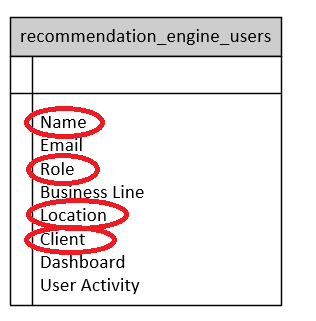 recommendation_engine_users
Name
Email
Role
Business Line
Location
Client
Dashboard
User Activity